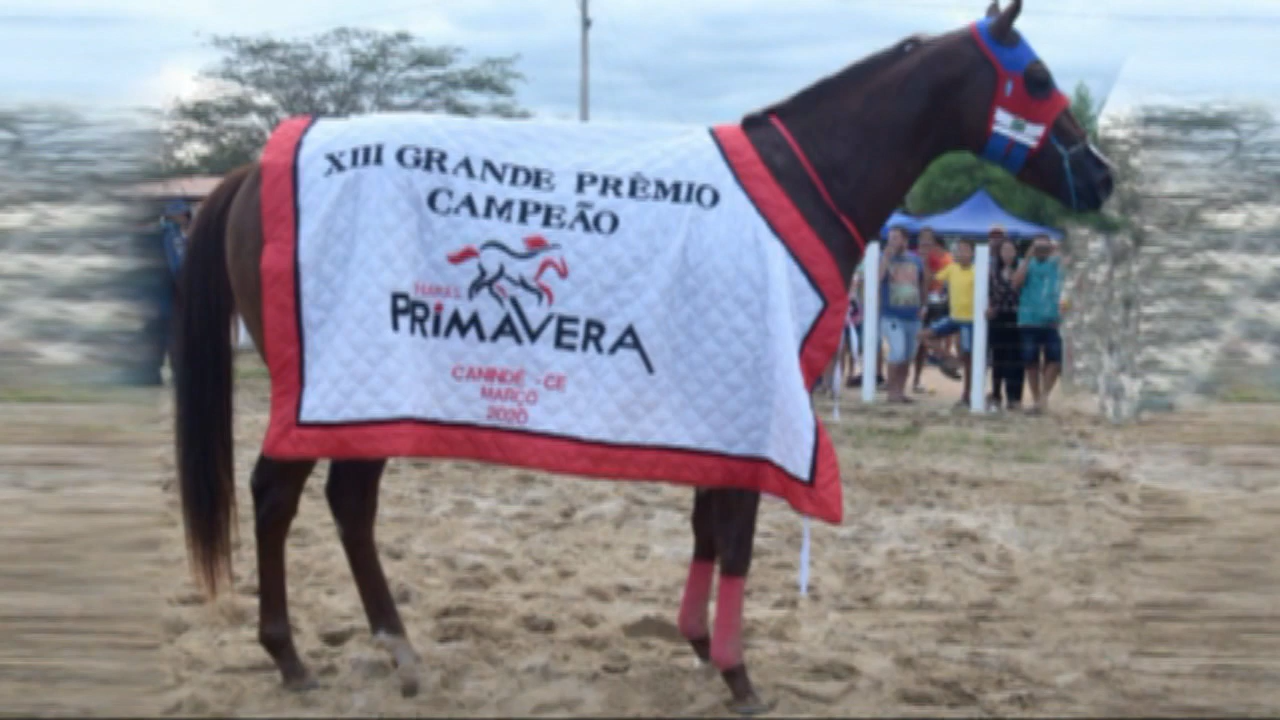 XIII GRANDE PRÊMIO
CAMPEÃO
HARAS
PRiMAVERA
CANINDÉ - CE
MARÇO
2020